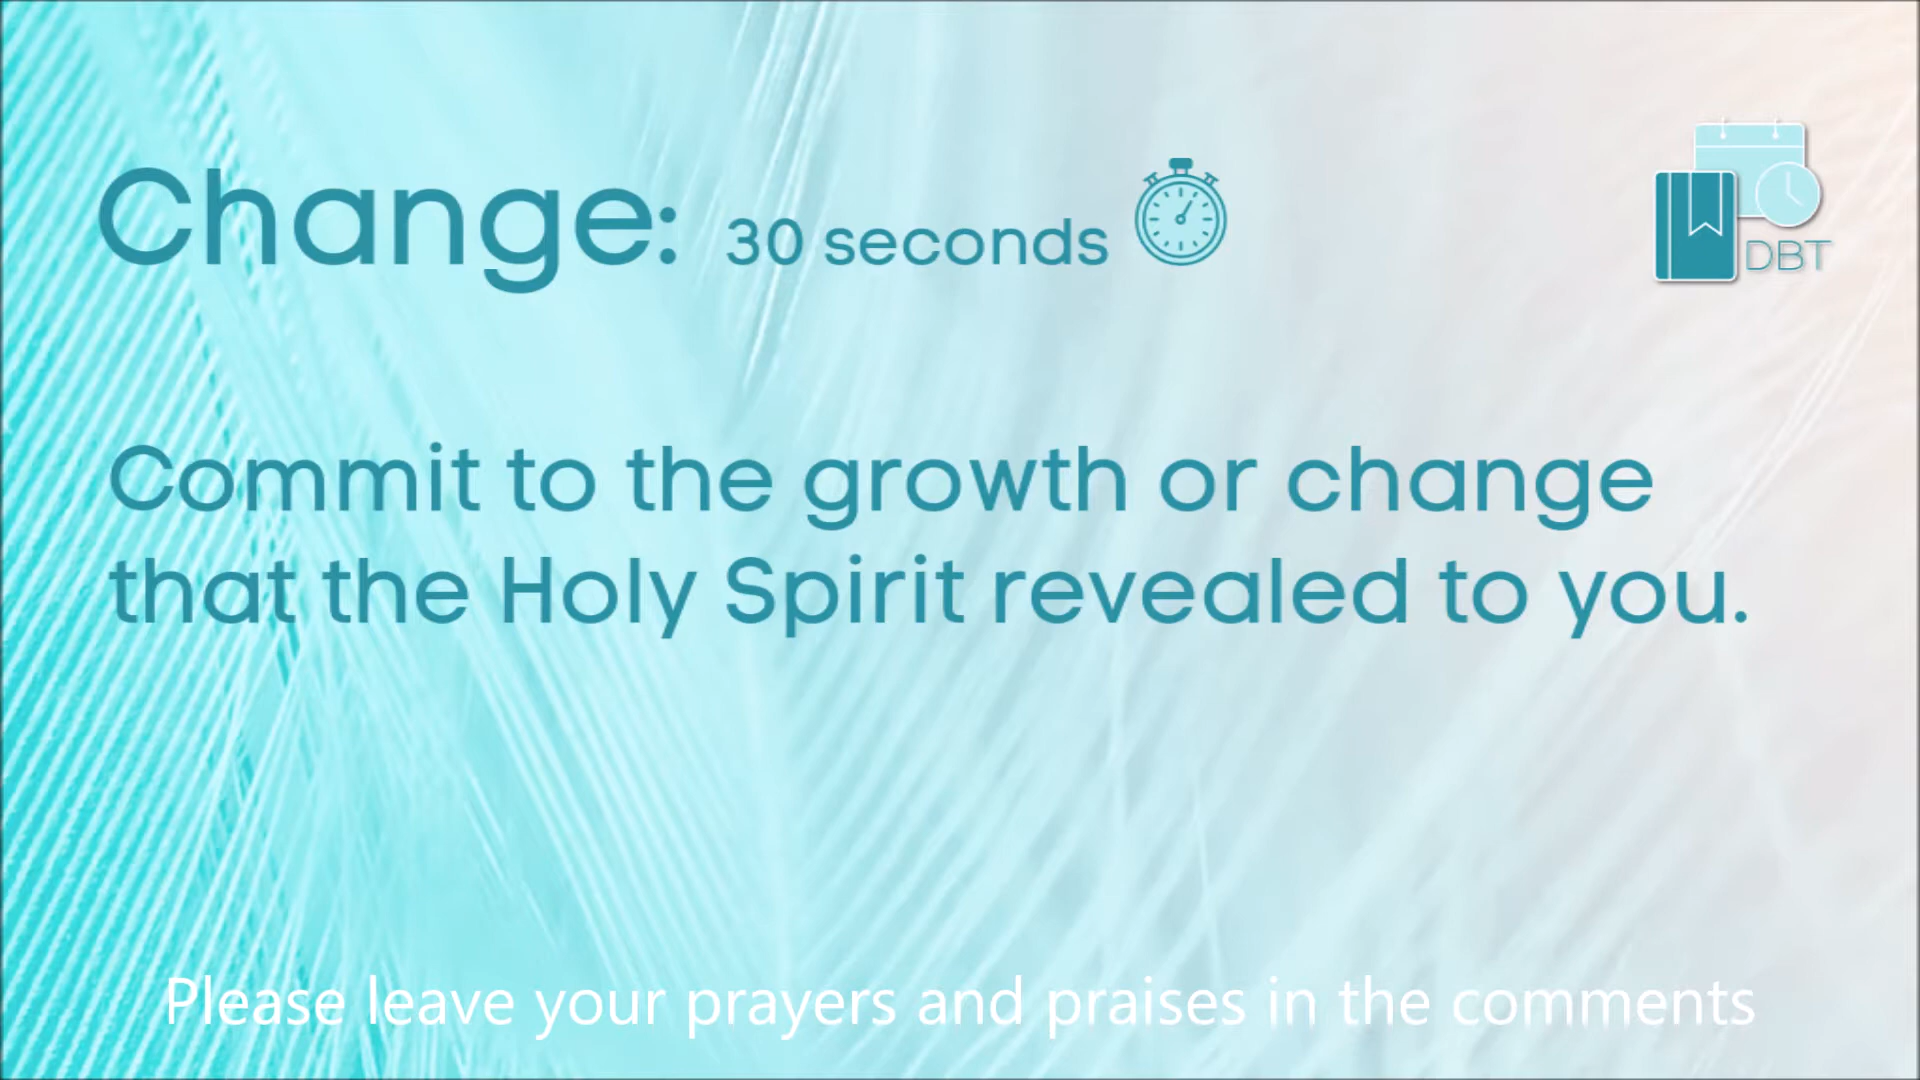 Change: 30 seconds
DBT
Commit to the growth or change
that the Holy Spirit revealed to you.
Please leave your prayers and praises in the comments